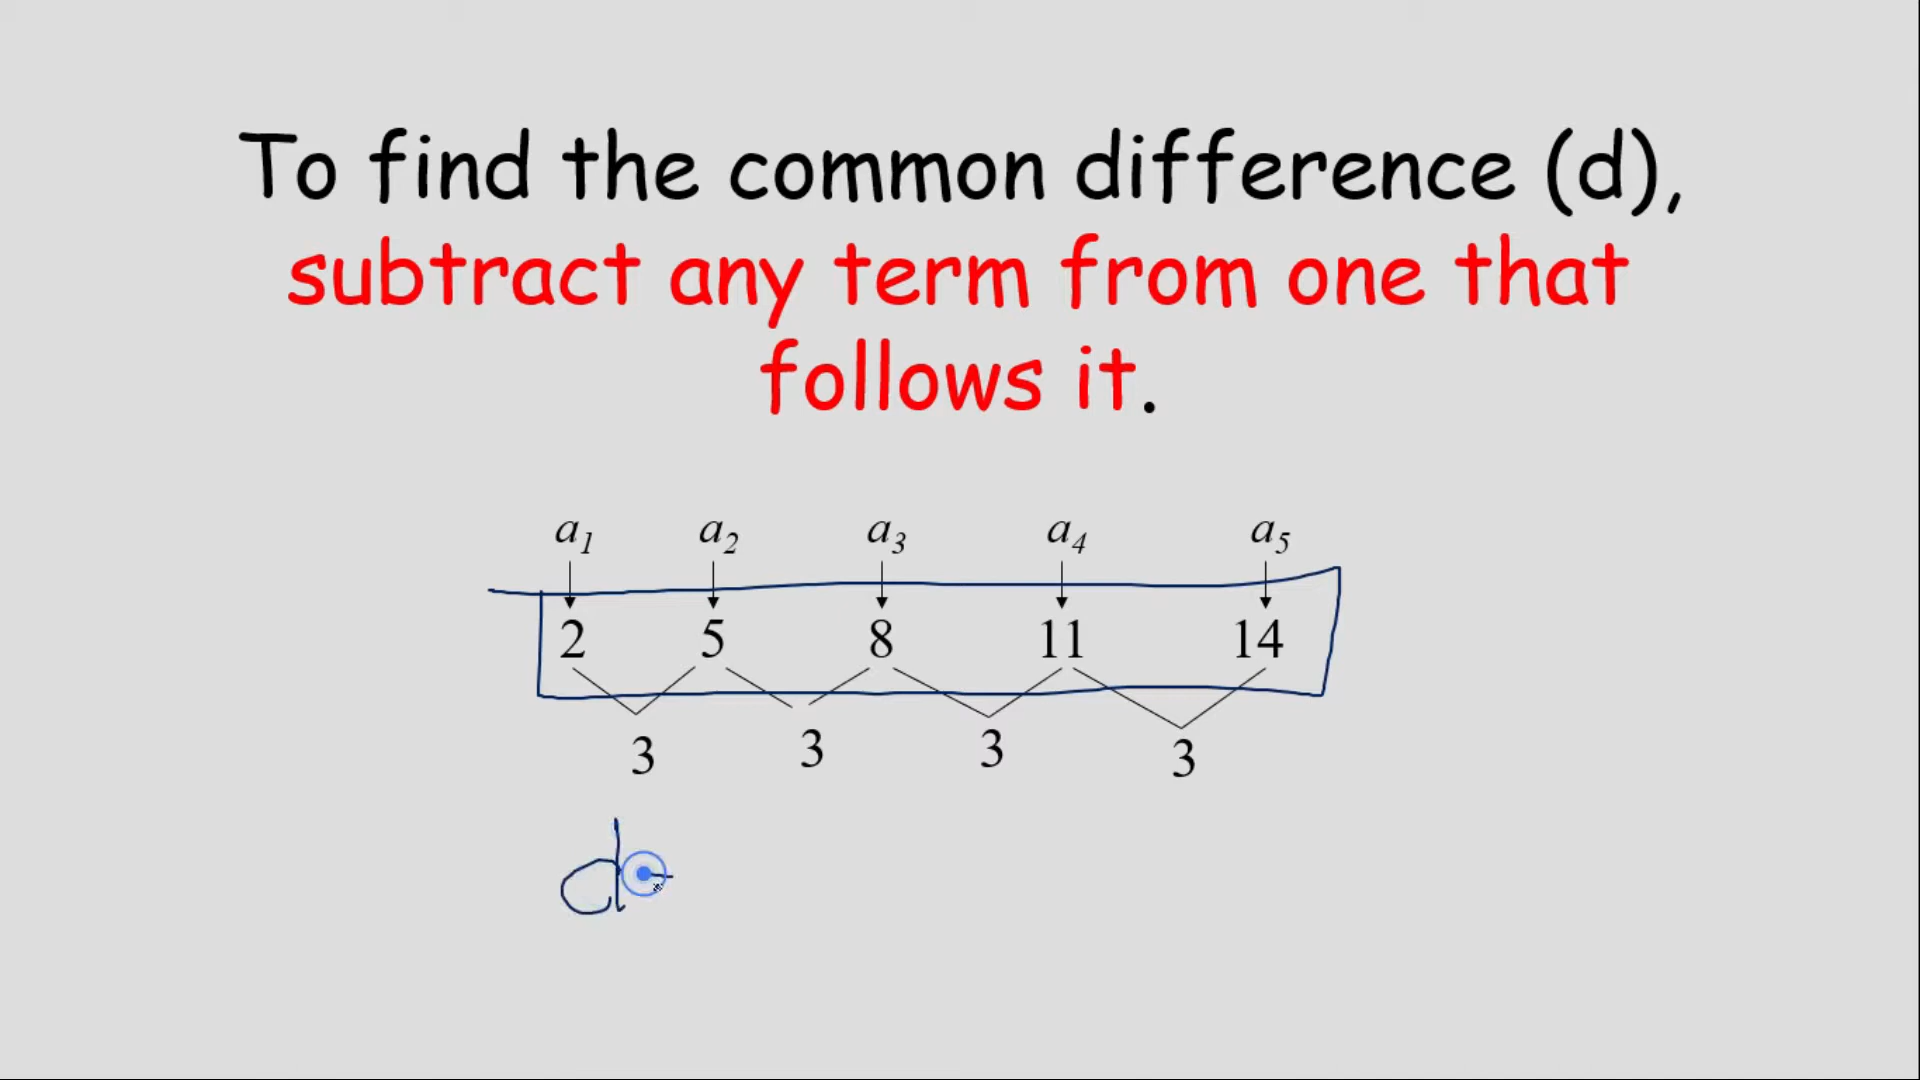 To find the common difference (d),
subtract any term from one that
follows it.
a1 a2 a3 a4 a5
2 5 8 11 14
3 3 3 3
d